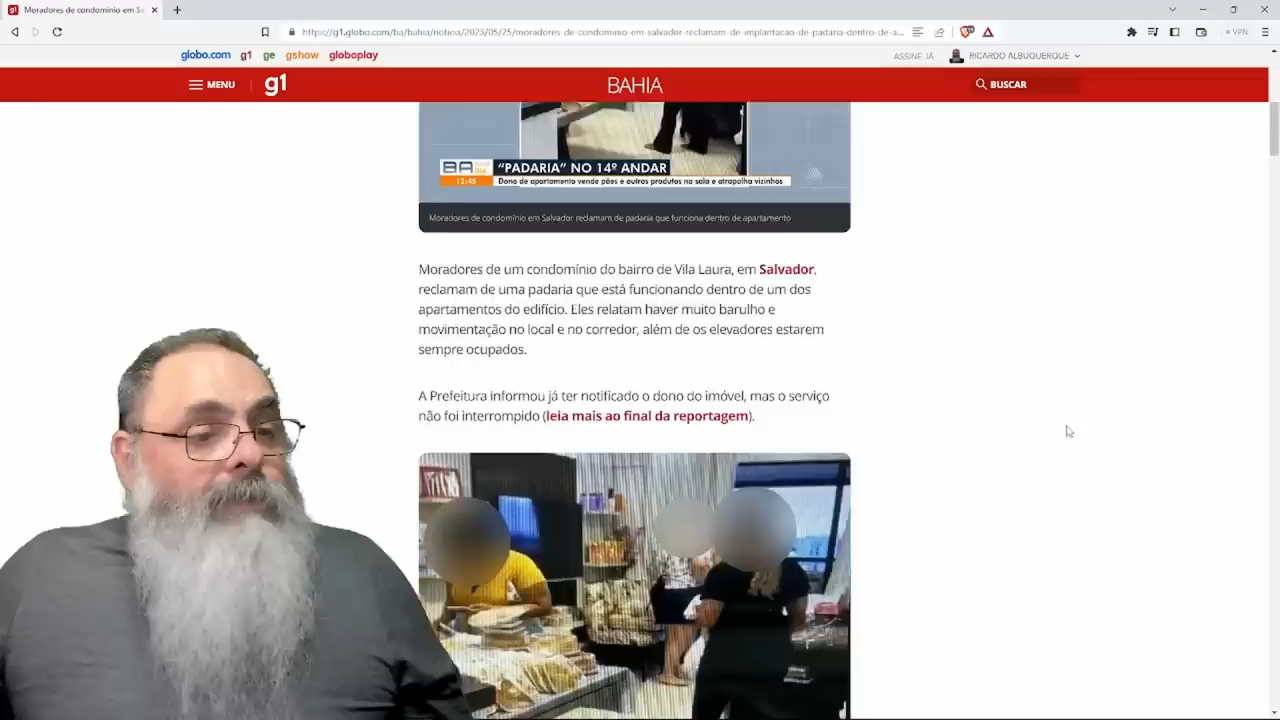 g1 Moradores de condomínio em Sa
https://g1.globo.com/ba/bahia/noticia/2023/05/25/moradores-de-condominio-em-salvador-reclamam-de-implantacao-de-padaria-dentro-de-a...
VPN
globo.com g1 ge gshow globoplay
ASSINE JÁ
RICARDO ALBUQUERQUE
MENU
g1
BAHIA
BUSCAR
BA
"PADARIA" NO 14º ANDAR
12:46
Dono de apartamento vende pães e outros produtos na sala e atrapalha vizinhos
Moradores de condomínio em Salvador reclamam de padaria que funciona dentro de apartamento
Moradores de um condomínio do bairro de Vila Laura, em Salvador,
reclamam de uma padaria que está funcionando dentro de um dos
apartamentos do edifício. Eles relatam haver muito barulho e
movimentação no local e no corredor, além de os elevadores estarem
sempre ocupados.
A Prefeitura informou já ter notificado o dono do imóvel, mas o serviço
não foi interrompido (leia mais ao final da reportagem).